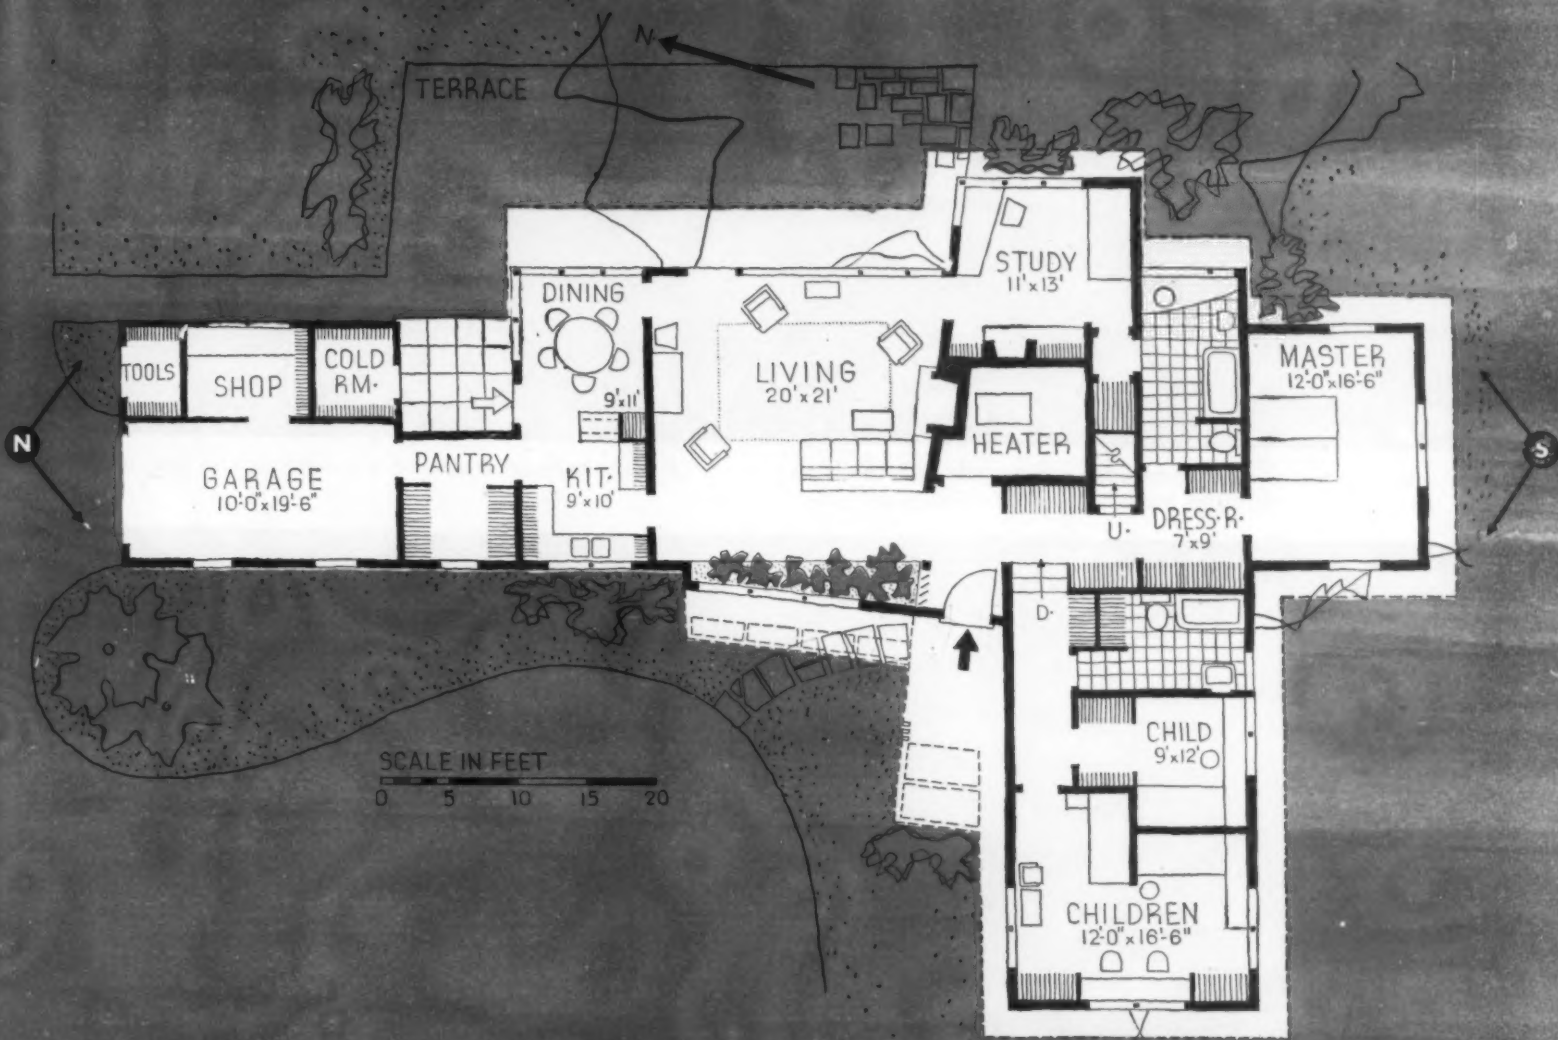 N
TERRACE
DINING
9'x11'
STUDY
11'x13'
TOOLS
SHOP
COLD
RM.
LIVING
20'x21'
MASTER
12'-0"x16'-6"
HEATER
N
S
GARAGE
10'-0"x19'-6"
PANTRY
KIT.
9'x10'
U.
DRESS. R.
7'x9'
D.
CHILD
9'x12'
SCALE IN FEET
0 5 10 15 20
CHILDREN
12'-0"x16'-6"